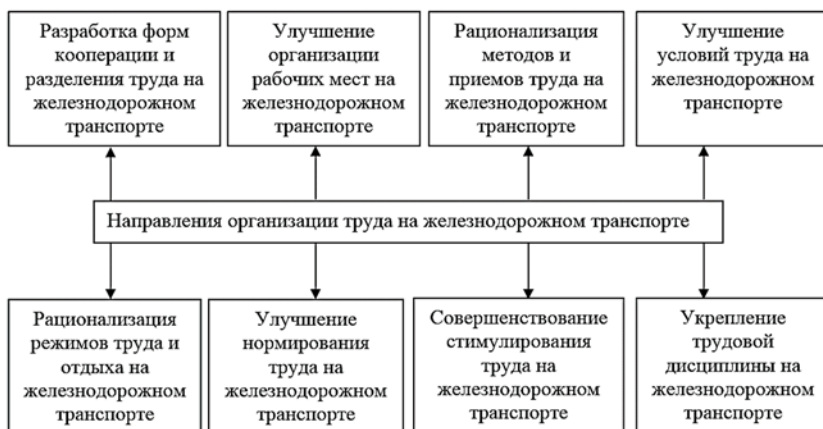 Разработка форм
кооперации и
разделения труда на
железнодорожном
транспорте
Улучшение
организации
рабочих мест на
железнодорожном
транспорте
Рационализация
методов и
приемов труда на
железнодорожном
транспорте
Улучшение
условий труда на
железнодорожном
транспорте
Направления организации труда на железнодорожном транспорте
Рационализация
режимов труда и
отдыха на
железнодорожном
транспорте
Улучшение
нормирования
труда на
железнодорожном
транспорте
Совершенствование
стимулирования
труда на
железнодорожном
транспорте
Укрепление
трудовой
дисциплины на
железнодорожном
транспорте